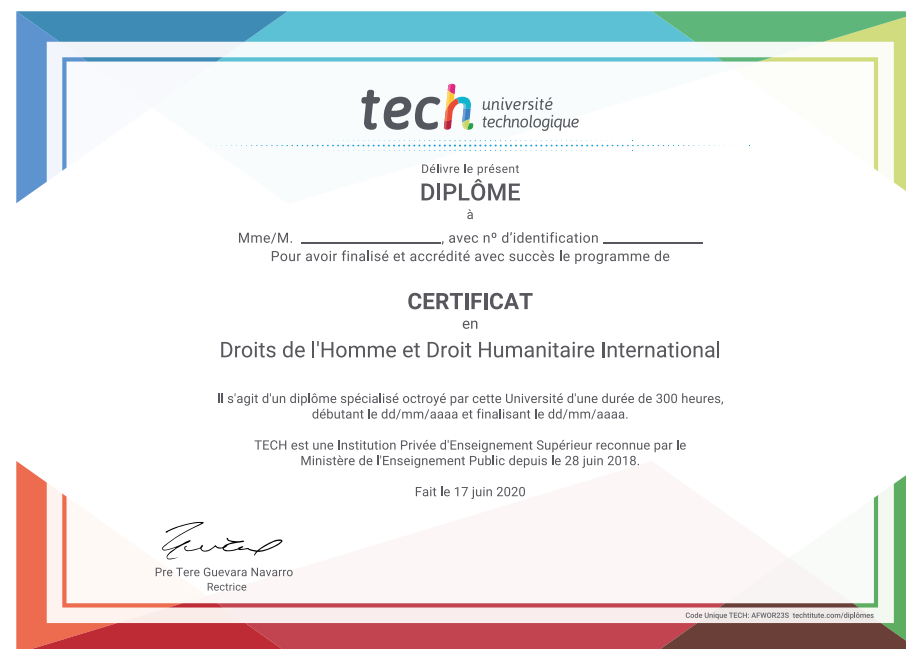 tech université
technologique
Délivre le présent
DIPLÔME
à
Mme/M. ____________________, avec nº d'identification ______________
Pour avoir finalisé et accrédité avec succès le programme de
CERTIFICAT
en
Droits de l'Homme et Droit Humanitaire International
Il s'agit d'un diplôme spécialisé octroyé par cette Université d'une durée de 300 heures,
débutant le dd/mm/aaaa et finalisant le dd/mm/aaaa.
TECH est une Institution Privée d'Enseignement Supérieur reconnue par le
Ministère de l'Enseignement Public depuis le 28 juin 2018.
Fait le 17 juin 2020
Pre Tere Guevara Navarro
Rectrice
Code Unique TECH: AFWOR23S techtitute.com/diplômes